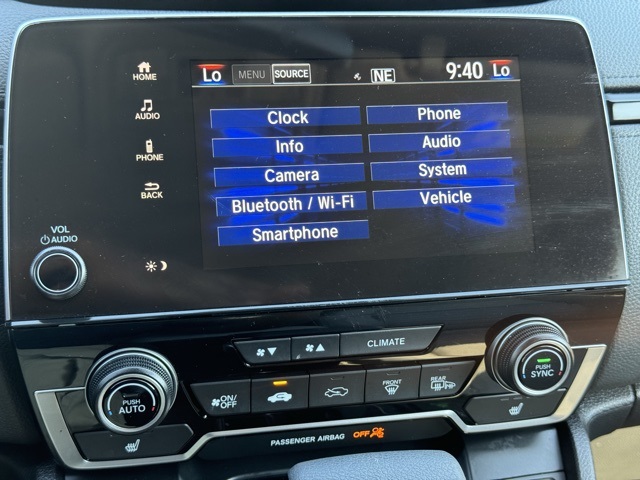 Lo MENU SOURCE NE 9:40 Lo
HOME
AUDIO
PHONE
BACK
VOL
AUDIO
Clock
Info
Camera
Bluetooth / Wi-Fi
Smartphone
Phone
Audio
System
Vehicle
CLIMATE
PUSH
AUTO
ON/
OFF
FRONT
REAR
PUSH
SYNC
PASSENGER AIRBAG OFF